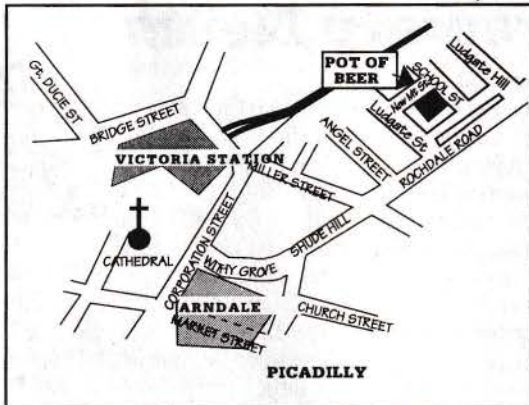 Gt. DUCIE ST
BRIDGE STREET
POT OF
BEER
Ludgate Hill
SCHOOL ST
New Mt St
Ludgate St
ANGEL STREET
ROCHDALE ROAD
VICTORIA STATION
MILLER STREET
SHUDE HILL
CATHEDRAL
CORPORATION STREET
WITHY GROVE
ARNDALE
CHURCH STREET
MARKET STREET
PICADILLY